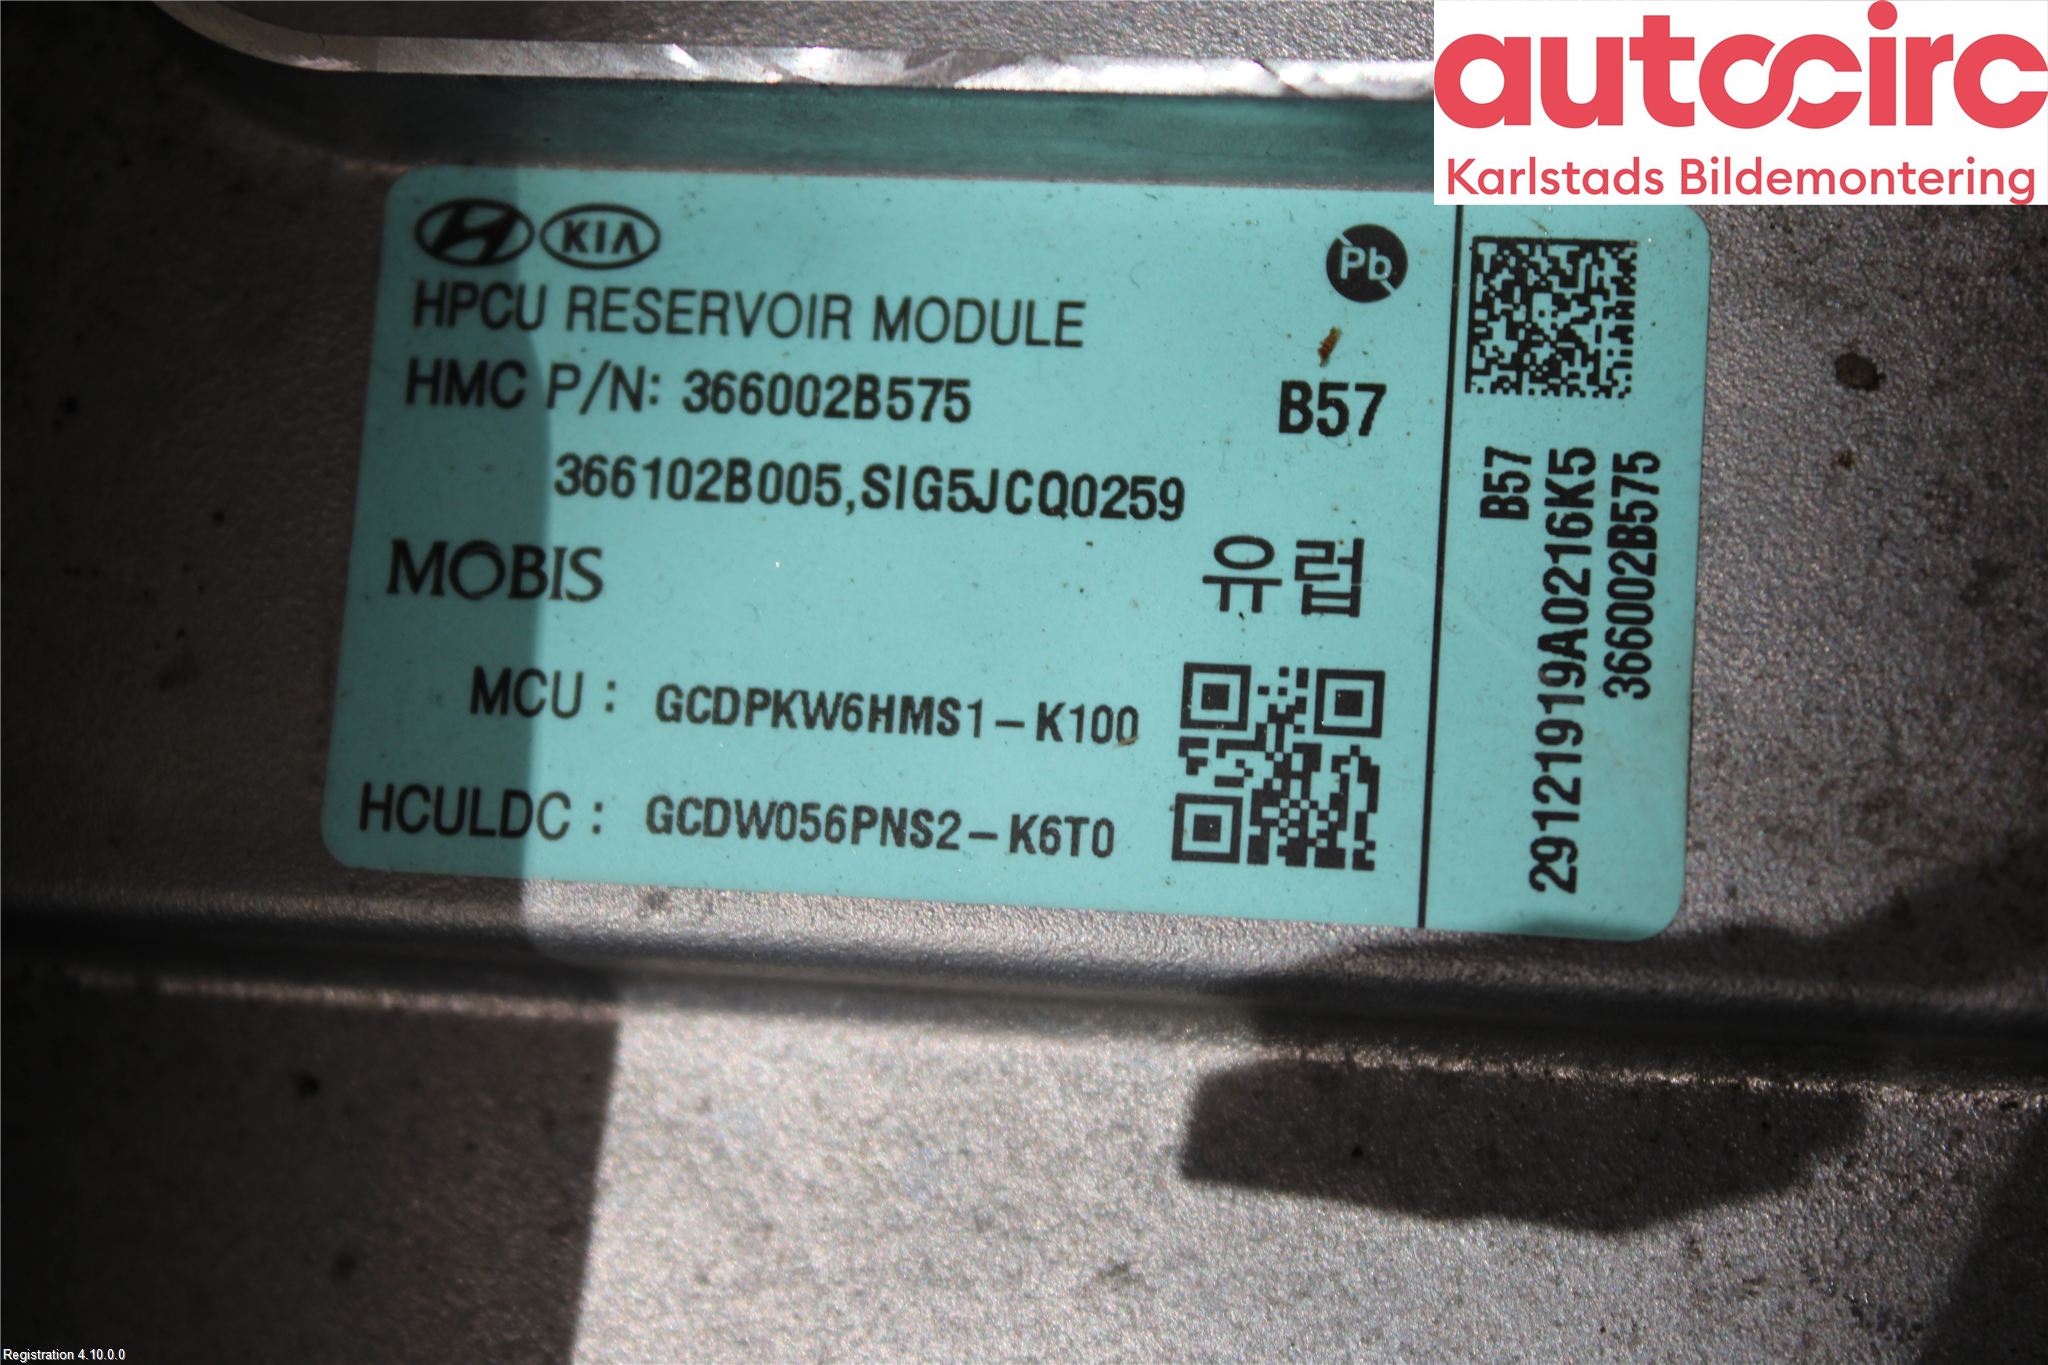 autocirc
Karlstads Bildemontering
KIA
Pb
HPCU RESERVOIR MODULE
HMC P/N: 366002B575
B57
366102B005,SIG5JCQ0259
MOBIS
유럽
MCU : GCDPKW6HMS1-K100
HCULDC : GCDW056PNS2-K6T0
B57
29121919A0216K5
366002B575
Registration 4.10.0.0